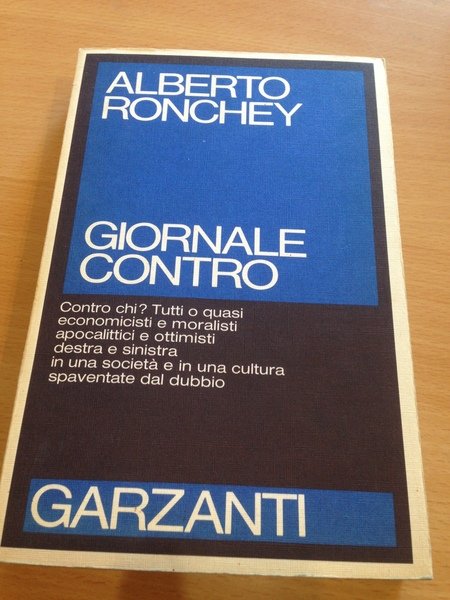 ALBERTO
RONCHEY
GIORNALE
CONTRO
Contro chi? Tutti o quasi
economicisti e moralisti
apocalittici e ottimisti
destra e sinistra
in una società e in una cultura
spaventate dal dubbio
GARZANTI